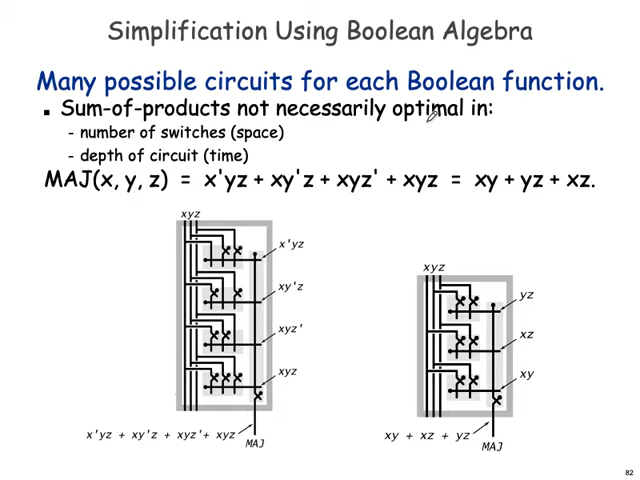 Simplification Using Boolean Algebra
Many possible circuits for each Boolean function.
▪ Sum-of-products not necessarily optimal in:
- number of switches (space)
- depth of circuit (time)
MAJ(x, y, z) = x'yz + xy'z + xyz' + xyz = xy + yz + xz.
xyz
x'yz
xy'z
xyz'
xyz
x'yz + xy'z + xyz'+ xyz
MAJ
xyz
yz
xz
xy
xy + xz + yz
MAJ
82